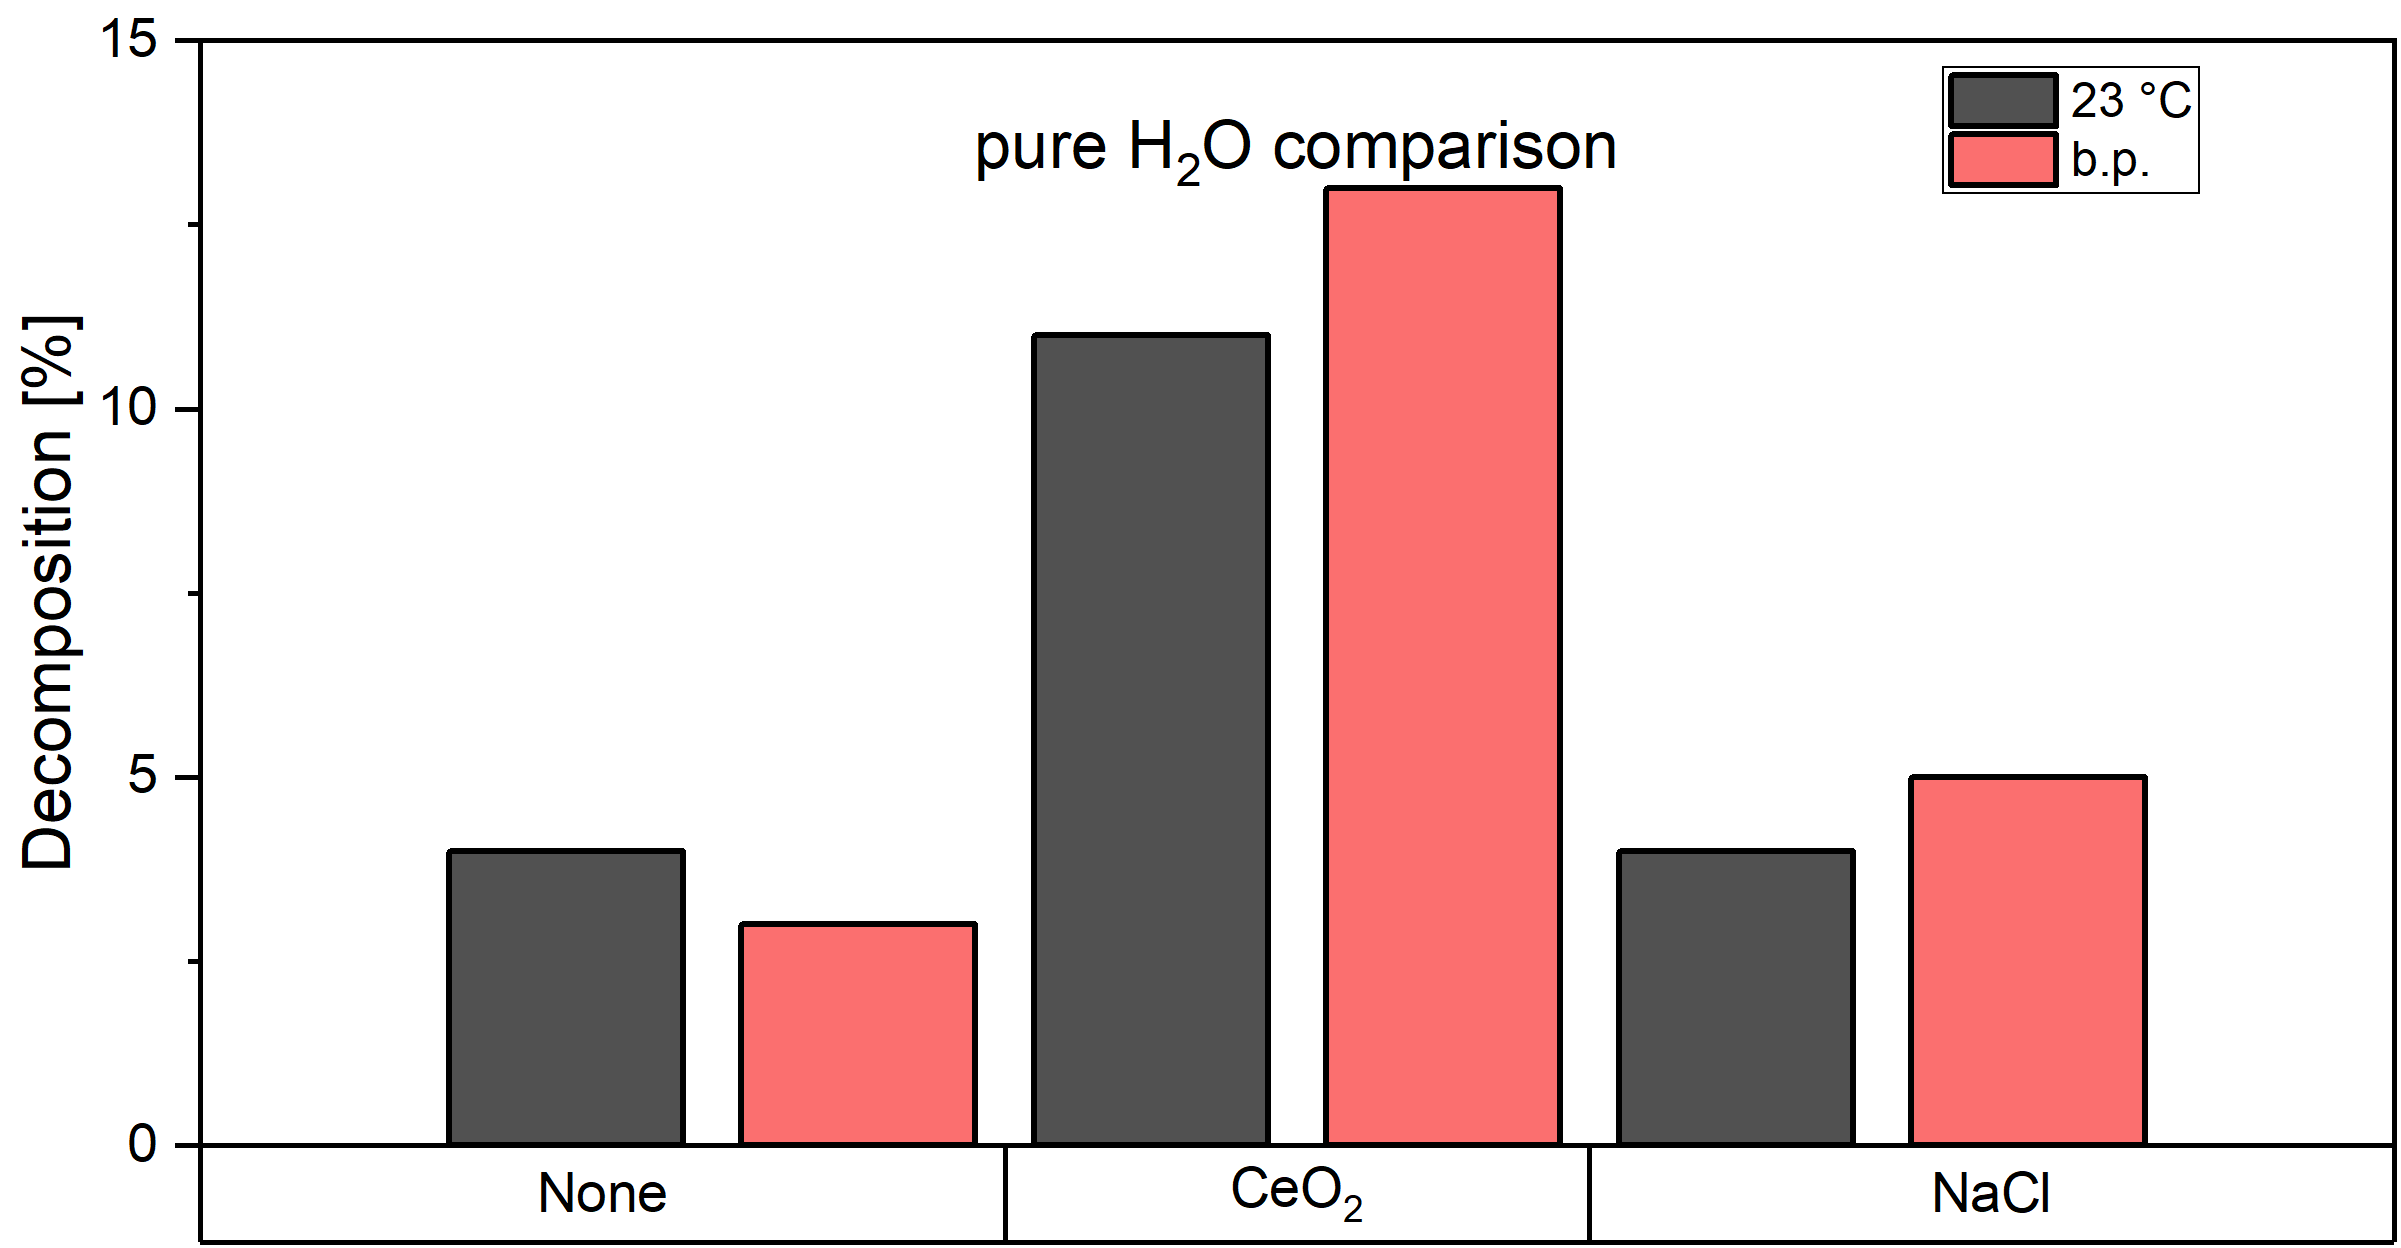 15
10
5
0
Decomposition [%]
pure H₂O comparison
23 °C
b.p.
None
CeO₂
NaCl